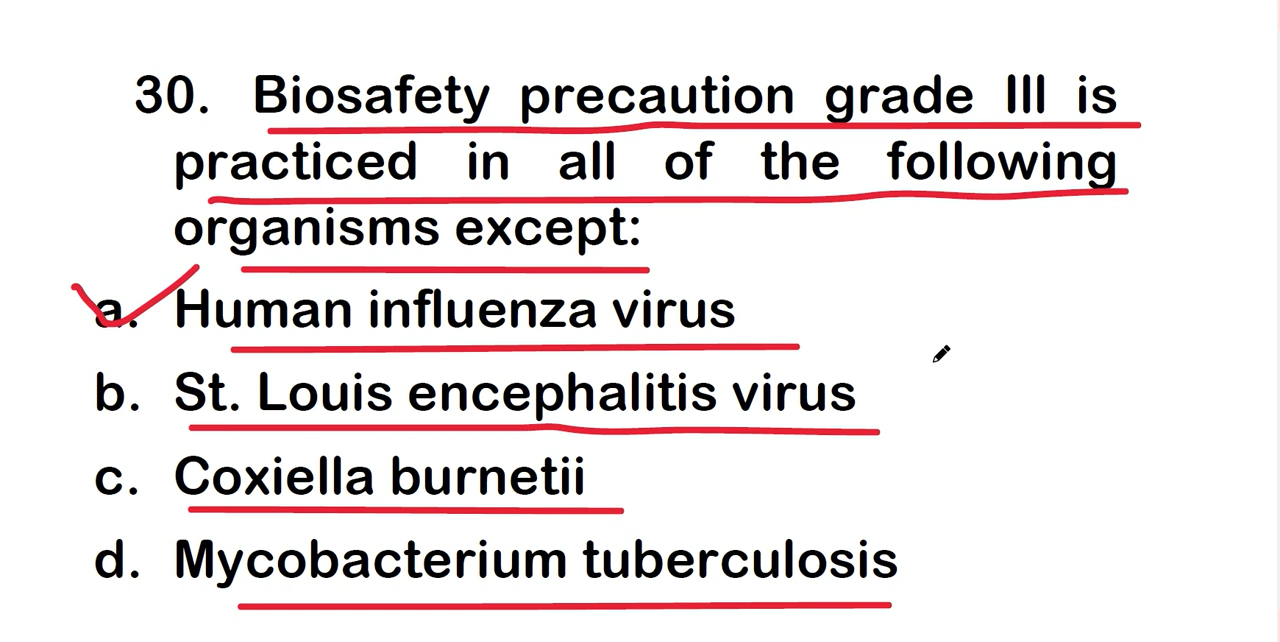 30. Biosafety precaution grade III is
practiced in all of the following
organisms except:
a. Human influenza virus
b. St. Louis encephalitis virus
c. Coxiella burnetii
d. Mycobacterium tuberculosis